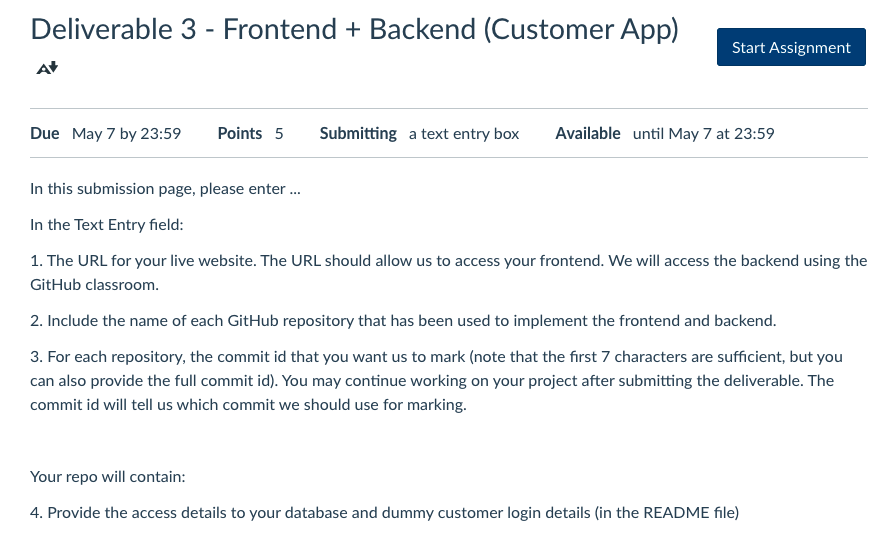 Deliverable 3 - Frontend + Backend (Customer App)
Start Assignment
Due May 7 by 23:59 Points 5 Submitting a text entry box Available until May 7 at 23:59
In this submission page, please enter ...
In the Text Entry field:
1. The URL for your live website. The URL should allow us to access your frontend. We will access the backend using the
GitHub classroom.
2. Include the name of each GitHub repository that has been used to implement the frontend and backend.
3. For each repository, the commit id that you want us to mark (note that the first 7 characters are sufficient, but you
can also provide the full commit id). You may continue working on your project after submitting the deliverable. The
commit id will tell us which commit we should use for marking.
Your repo will contain:
4. Provide the access details to your database and dummy customer login details (in the README file)